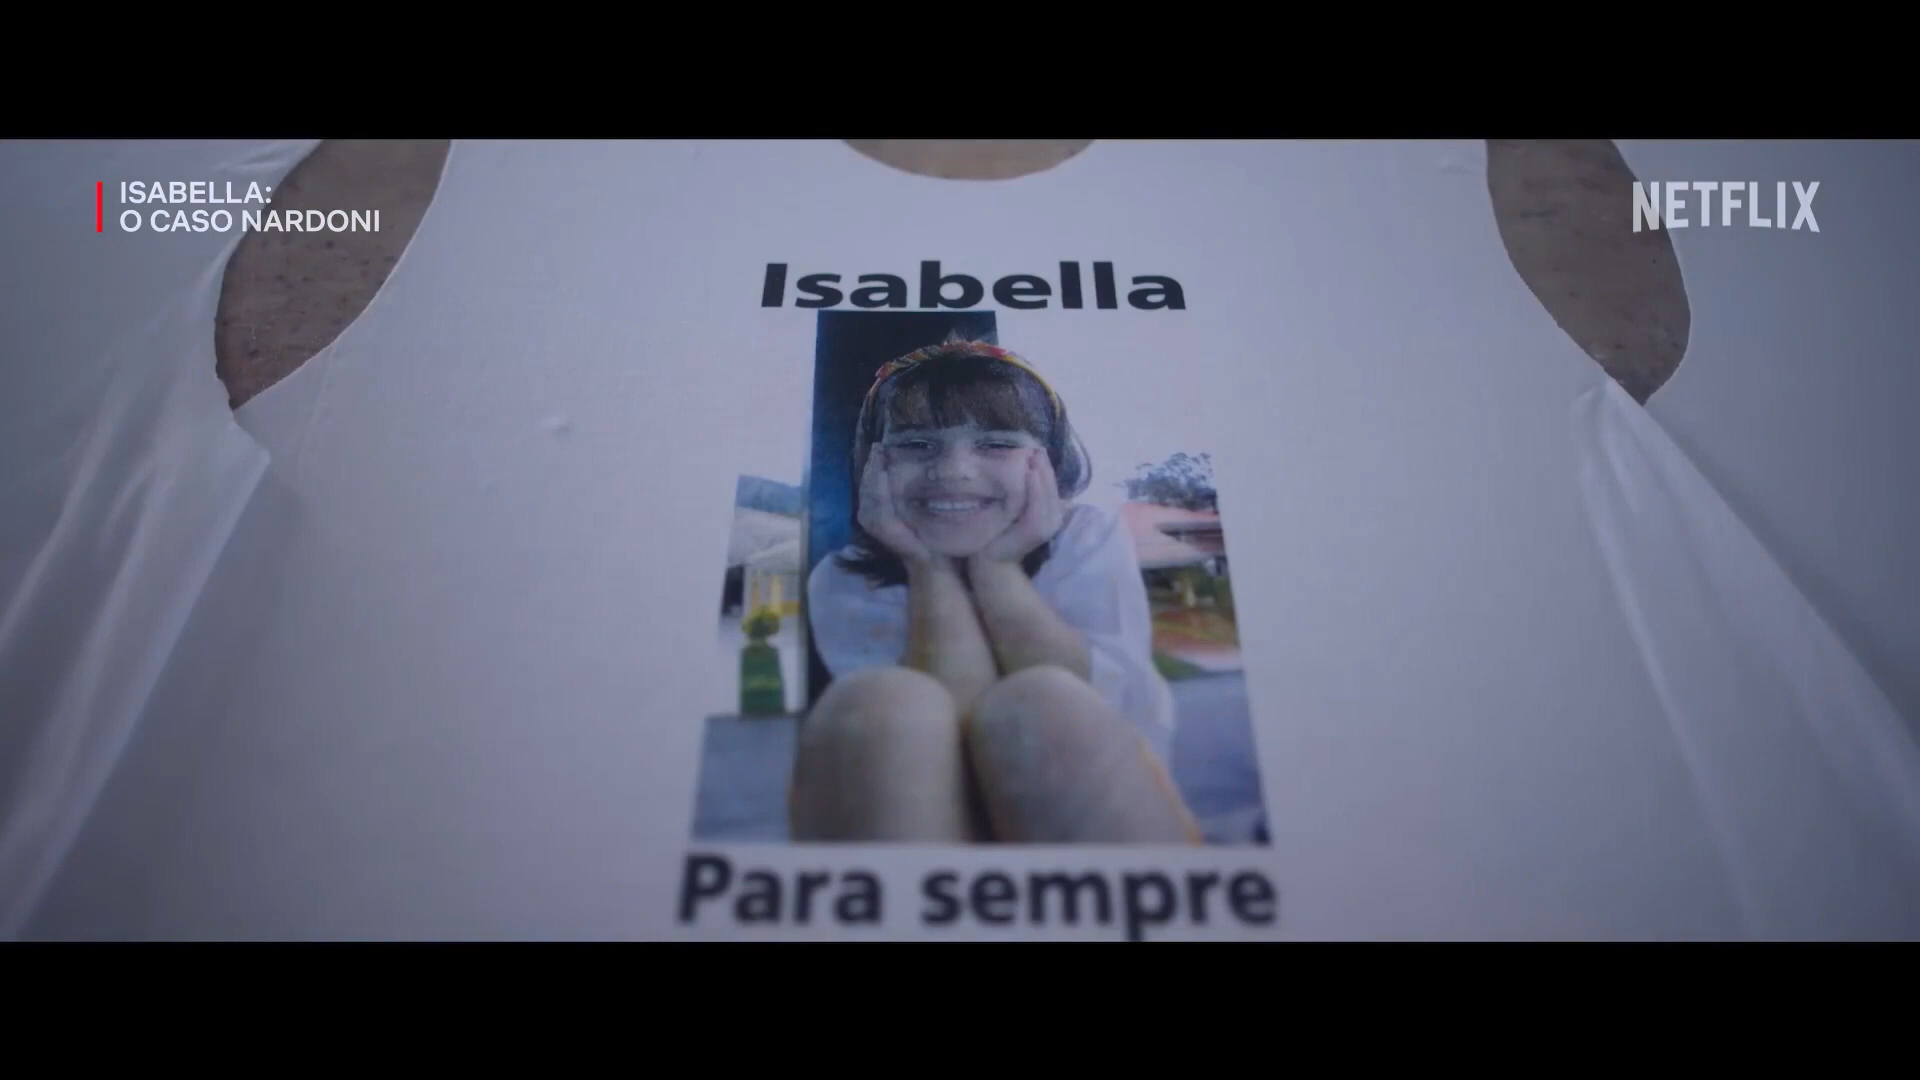 ISABELLA:
O CASO NARDONI
NETFLIX
Isabella
Para sempre